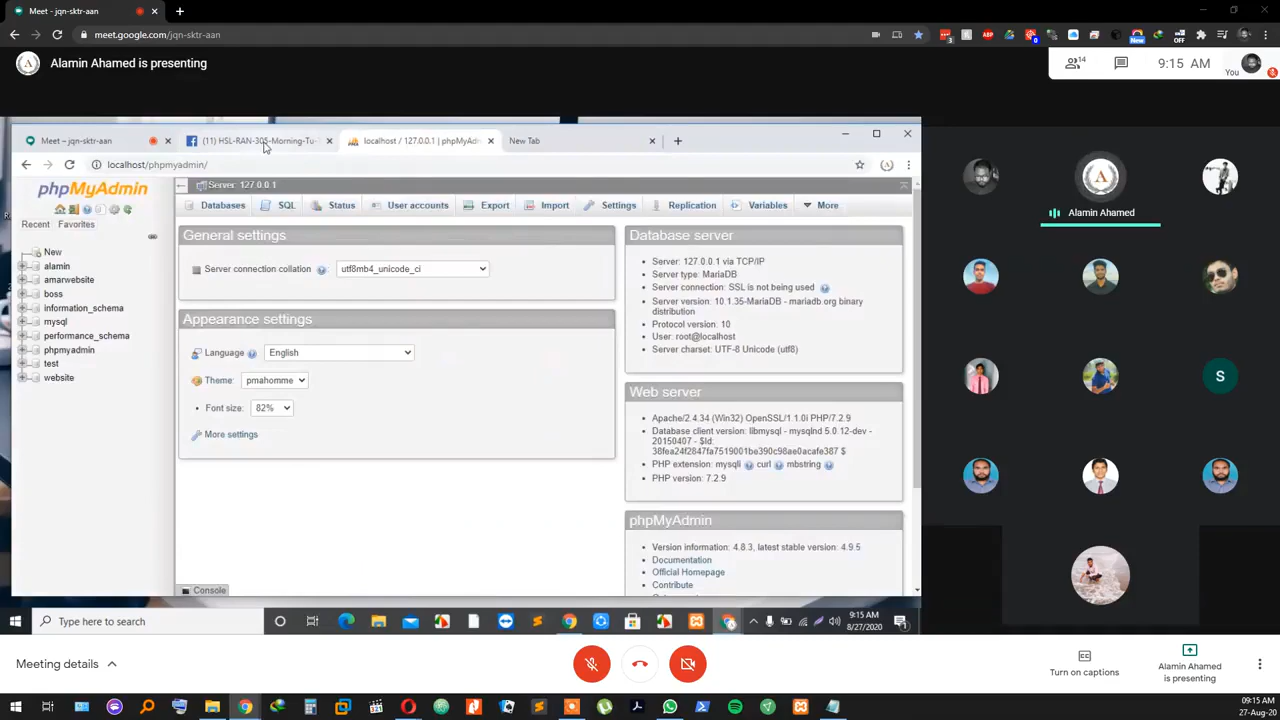 Meet – jqn-sktr-aan
meet.google.com/jqn-sktr-aan
Alamin Ahamed is presenting
14
9:15 AM
You
Meet – jqn-sktr-aan
(11) HSL-RAN-305-Morning-Tu-
localhost / 127.0.0.1 | phpMyAdm
New Tab
localhost/phpmyadmin/
phpMyAdmin
Recent
Favorites
New
alamin
amarwebsite
boss
information_schema
mysql
performance_schema
phpmyadmin
test
website
Server: 127.0.0.1
Databases
SQL
Status
User accounts
Export
Import
Settings
Replication
Variables
More
General settings
Server connection collation
utf8mb4_unicode_ci
Appearance settings
Language
English
Theme:
pmahomme
Font size:
82%
More settings
Console
Database server
Server: 127.0.0.1 via TCP/IP
Server type: MariaDB
Server connection: SSL is not being used
Server version: 10.1.35-MariaDB - mariadb.org binary
distribution
Protocol version: 10
User: root@localhost
Server charset: UTF-8 Unicode (utf8)
Web server
Apache/2.4.34 (Win32) OpenSSL/1.1.0i PHP/7.2.9
Database client version: libmysql - mysqlnd 5.0.12-dev -
20150407 - $Id:
38fea24f2847fa7519001be390c98ae0acafe387 $
PHP extension: mysqli curl mbstring
PHP version: 7.2.9
phpMyAdmin
Version information: 4.8.3, latest stable version: 4.9.5
Documentation
Official Homepage
Contribute
Alamin Ahamed
S
Type here to search
9:15 AM
8/27/2020
Meeting details
Turn on captions
Alamin Ahamed
is presenting
09:15 AM
27-Aug-20